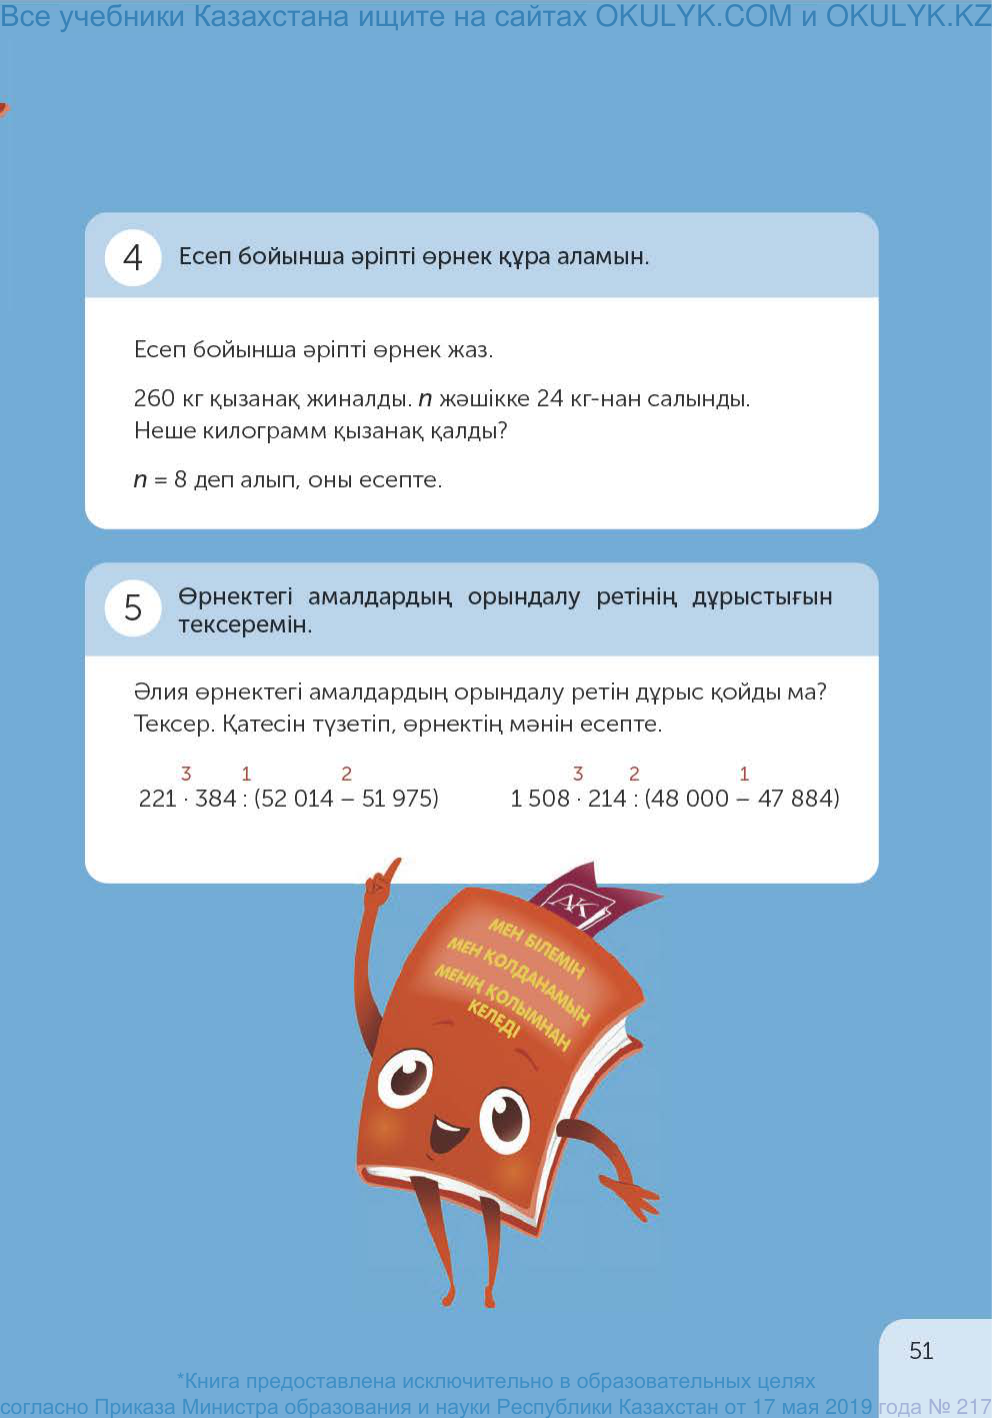 Все учебники Казахстана ищите на сайтах OKULYK.COM и OKULYK.KZ
4 Есеп бойынша әріпті өрнек құра аламын.
Есеп бойынша әріпті өрнек жаз.
260 кг қызанақ жиналды. n жәшікке 24 кг-нан салынды.
Неше килограмм қызанақ қалды?
n = 8 деп алып, оны есепте.
5 Өрнектегі амалдардың орындалу ретінің дұрыстығын
тексеремін.
Әлия өрнектегі амалдардың орындалу ретін дұрыс қойды ма?
Тексер. Қатесін түзетіп, өрнектің мәнін есепте.
3 1 2 3 2 1
221 · 384 : (52 014 – 51 975) 1 508 · 214 : (48 000 – 47 884)
АҚ
МЕН БІЛЕМІН
МЕН ҚОЛДАНАМЫН
МЕНІҢ ҚОЛЫМНАН
КЕЛЕДІ
51
*Книга предоставлена исключительно в образовательных целях
согласно Приказа Министра образования и науки Республики Казахстан от 17 мая 2019 года № 217